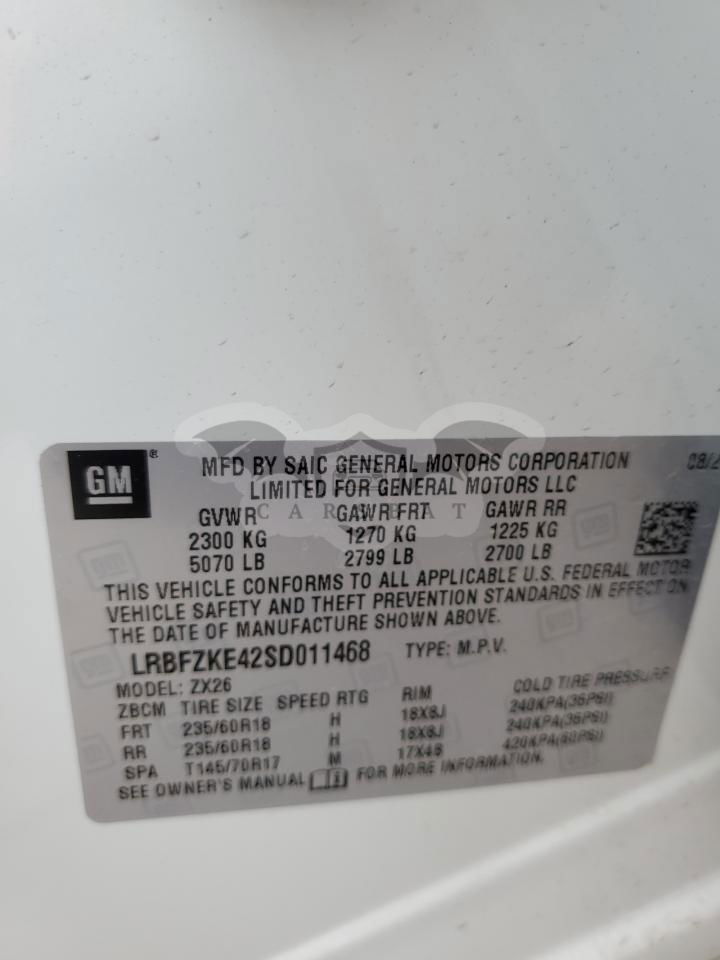 GM ®
MFD BY SAIC GENERAL MOTORS CORPORATION 08/2
LIMITED FOR GENERAL MOTORS LLC
CARSBAT
GVWR GAWR FRT GAWR RR
2300 KG 1270 KG 1225 KG
5070 LB 2799 LB 2700 LB
THIS VEHICLE CONFORMS TO ALL APPLICABLE U.S. FEDERAL MOTOR
VEHICLE SAFETY AND THEFT PREVENTION STANDARDS IN EFFECT ON
THE DATE OF MANUFACTURE SHOWN ABOVE.
LRBFZKE42SD011468 TYPE: M.P.V.
MODEL: ZX26
ZBCM TIRE SIZE SPEED RTG RIM COLD TIRE PRESSURE
FRT 235/60R18 H 18X8J 240KPA(35PSI)
RR 235/60R18 H 18X8J 240KPA(35PSI)
SPA T145/70R17 M 17X4B 420KPA(60PSI)
SEE OWNER'S MANUAL FOR MORE INFORMATION.